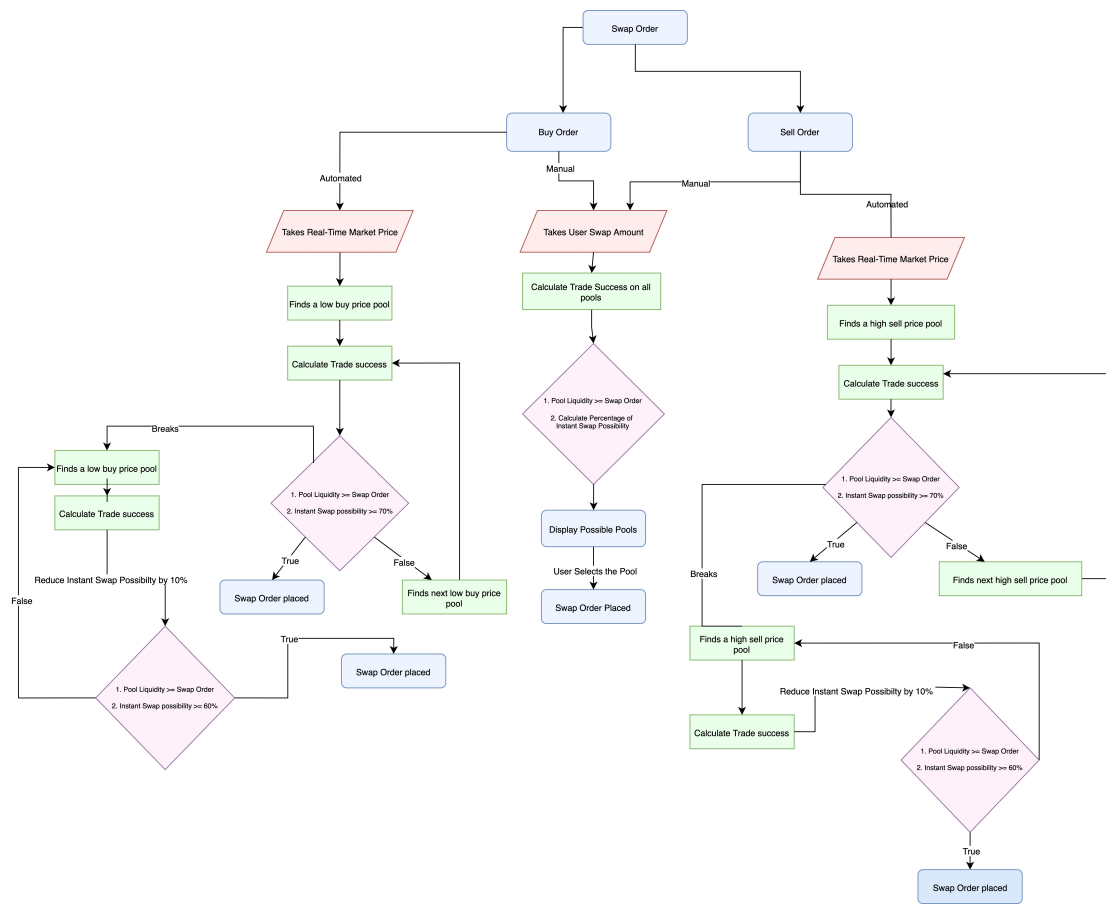 Swap Order
Buy Order
Sell Order
Manual
Manual
Automated
Automated
Takes Real-Time Market Price
Takes User Swap Amount
Takes Real-Time Market Price
Finds a low buy price pool
Calculate Trade Success on all
pools
Finds a high sell price pool
Calculate Trade success
Calculate Trade success
1. Pool Liquidity >= Swap Order
2. Calculate Percentage of
Instant Swap Possibility
Breaks
Finds a low buy price pool
Calculate Trade success
1. Pool Liquidity >= Swap Order
2. Instant Swap possibility >= 70%
1. Pool Liquidity >= Swap Order
2. Instant Swap possibility >= 70%
Display Possible Pools
True
False
True
False
User Selects the Pool
Breaks
Reduce Instant Swap Possibilty by 10%
False
Swap Order placed
Finds next low buy price
pool
Swap Order Placed
Swap Order placed
Finds next high sell price pool
True
Swap Order placed
Finds a high sell price
pool
False
1. Pool Liquidity >= Swap Order
2. Instant Swap possibility >= 60%
Reduce Instant Swap Possibilty by 10%
Calculate Trade success
1. Pool Liquidity >= Swap Order
2. Instant Swap possibility >= 60%
True
Swap Order placed